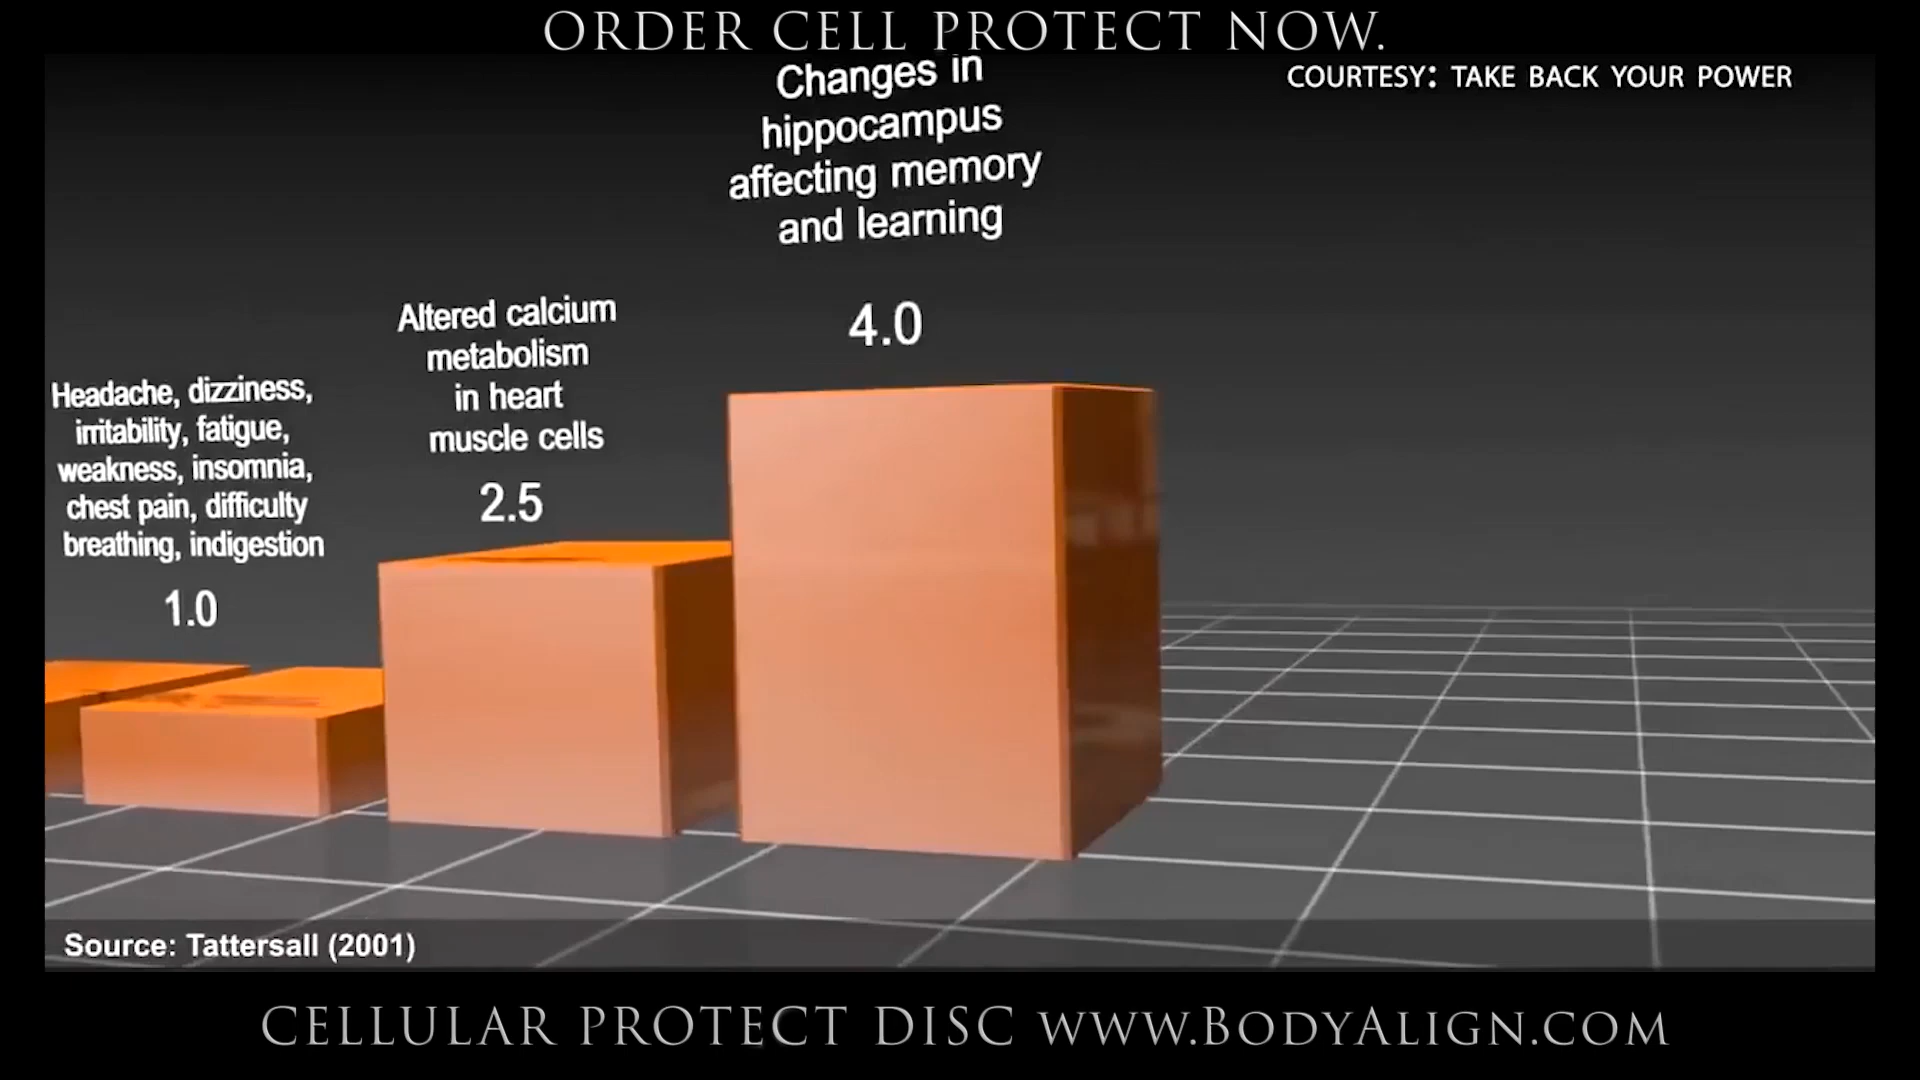 ORDER CELL PROTECT NOW.
COURTESY: TAKE BACK YOUR POWER
Changes in
hippocampus
affecting memory
and learning
4.0
Altered calcium
metabolism
in heart
muscle cells
2.5
Headache, dizziness,
irritability, fatigue,
weakness, insomnia,
chest pain, difficulty
breathing, indigestion
1.0
Source: Tattersall (2001)
CELLULAR PROTECT DISC WWW.BODYALIGN.COM